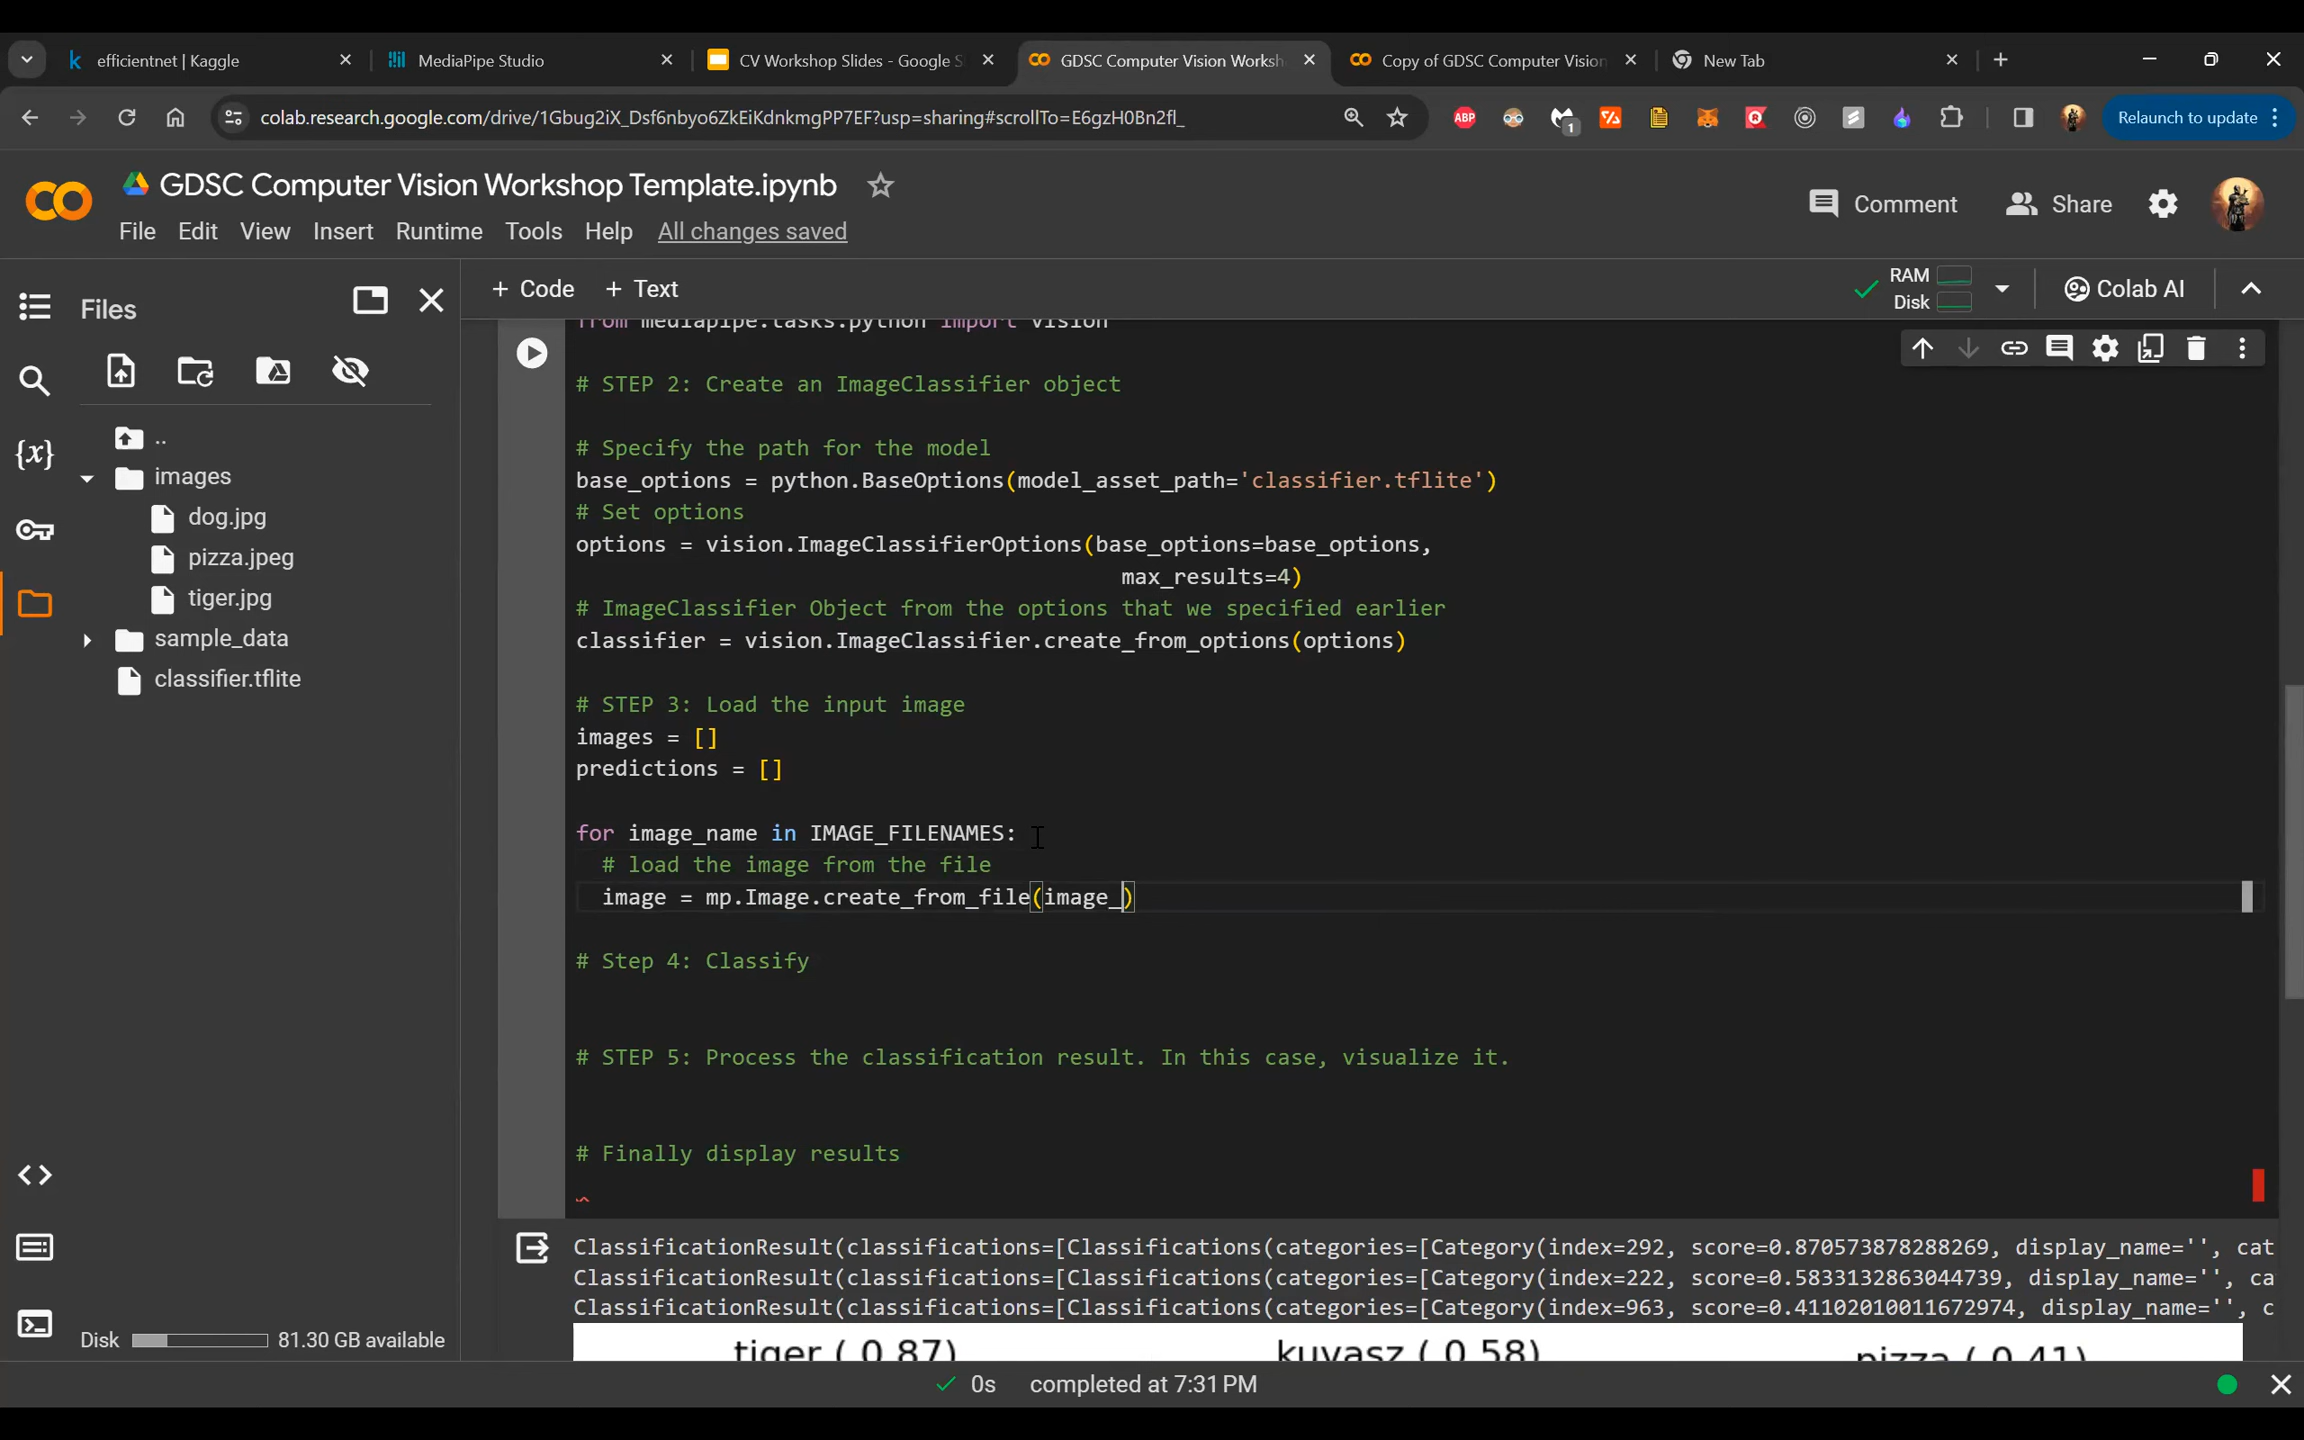 efficientnet | Kaggle
MediaPipe Studio
CV Workshop Slides - Google S
GDSC Computer Vision Worksh
Copy of GDSC Computer Vision
New Tab
colab.research.google.com/drive/1Gbug2iX_Dsf6nbyo6ZkEiKdnkmgPP7EF?usp=sharing#scrollTo=E6gzH0Bn2fl_
ABP
1
Relaunch to update
GDSC Computer Vision Workshop Template.ipynb
Comment
Share
File Edit View Insert Runtime Tools Help All changes saved
+ Code + Text
RAM
Disk
Colab AI
Files
..
images
dog.jpg
pizza.jpeg
tiger.jpg
sample_data
classifier.tflite
Disk 81.30 GB available
from mediapipe.tasks.python import vision
# STEP 2: Create an ImageClassifier object
# Specify the path for the model
base_options = python.BaseOptions(model_asset_path='classifier.tflite')
# Set options
options = vision.ImageClassifierOptions(base_options=base_options,
max_results=4)
# ImageClassifier Object from the options that we specified earlier
classifier = vision.ImageClassifier.create_from_options(options)
# STEP 3: Load the input image
images = []
predictions = []
for image_name in IMAGE_FILENAMES:
# load the image from the file
image = mp.Image.create_from_file(image_)
# Step 4: Classify
# STEP 5: Process the classification result. In this case, visualize it.
# Finally display results
ClassificationResult(classifications=[Classifications(categories=[Category(index=292, score=0.870573878288269, display_name='', cat
ClassificationResult(classifications=[Classifications(categories=[Category(index=222, score=0.5833132863044739, display_name='', ca
ClassificationResult(classifications=[Classifications(categories=[Category(index=963, score=0.41102010011672974, display_name='', c
tiger ( 0.87) kuvasz ( 0.58) pizza ( 0.41)
0s completed at 7:31 PM